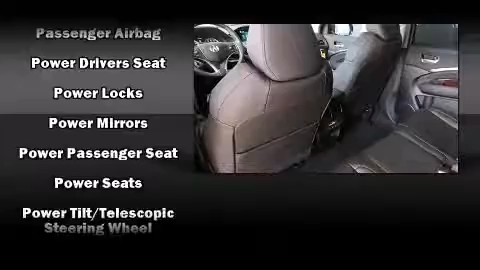 Passenger Airbag
Power Drivers Seat
Power Locks
Power Mirrors
Power Passenger Seat
Power Seats
Power Tilt/Telescopic
Steering Wheel